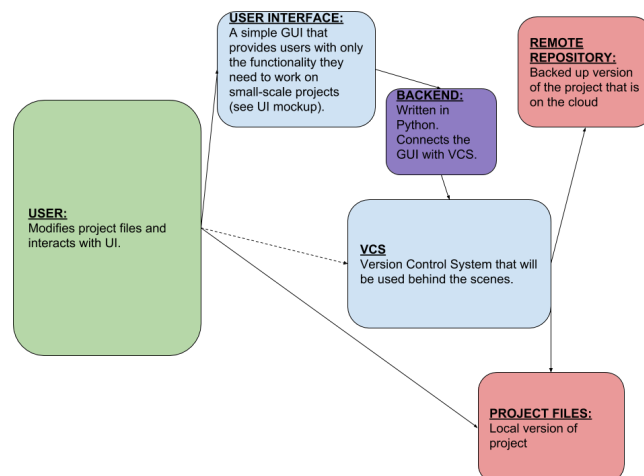 USER INTERFACE:
A simple GUI that
provides users with only
the functionality they
need to work on
small-scale projects
(see UI mockup).
REMOTE
REPOSITORY:
Backed up version
of the project that is
on the cloud
BACKEND:
Written in
Python.
Connects the
GUI with VCS.
USER:
Modifies project files and
interacts with UI.
VCS
Version Control System that will
be used behind the scenes.
PROJECT FILES:
Local version of
project